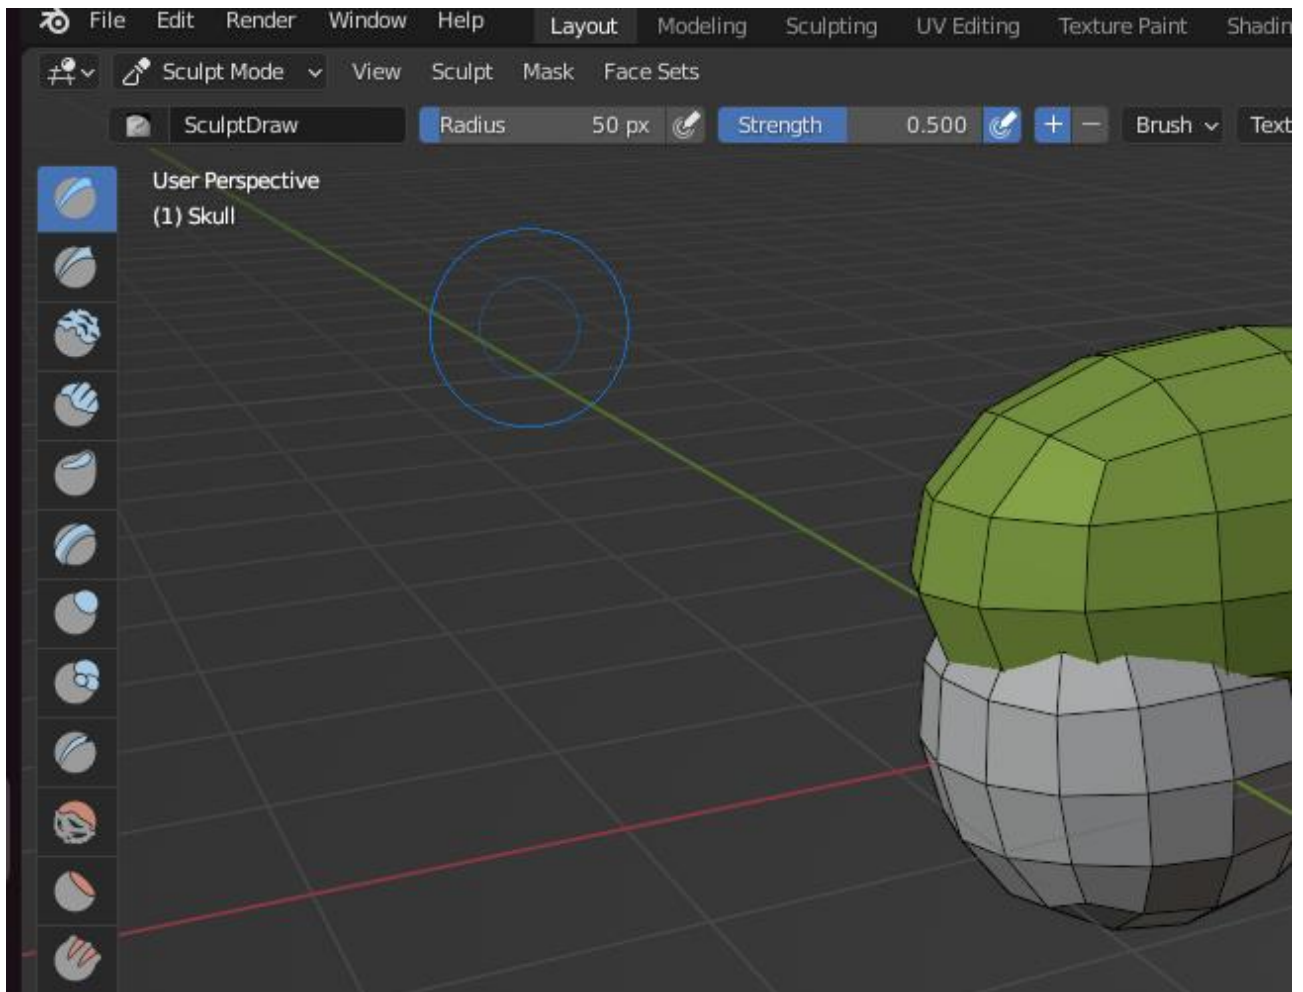 File Edit Render Window Help Layout Modeling Sculpting UV Editing Texture Paint Shadin
Sculpt Mode View Sculpt Mask Face Sets
SculptDraw Radius 50 px Strength 0.500 Brush Text
User Perspective
(1) Skull